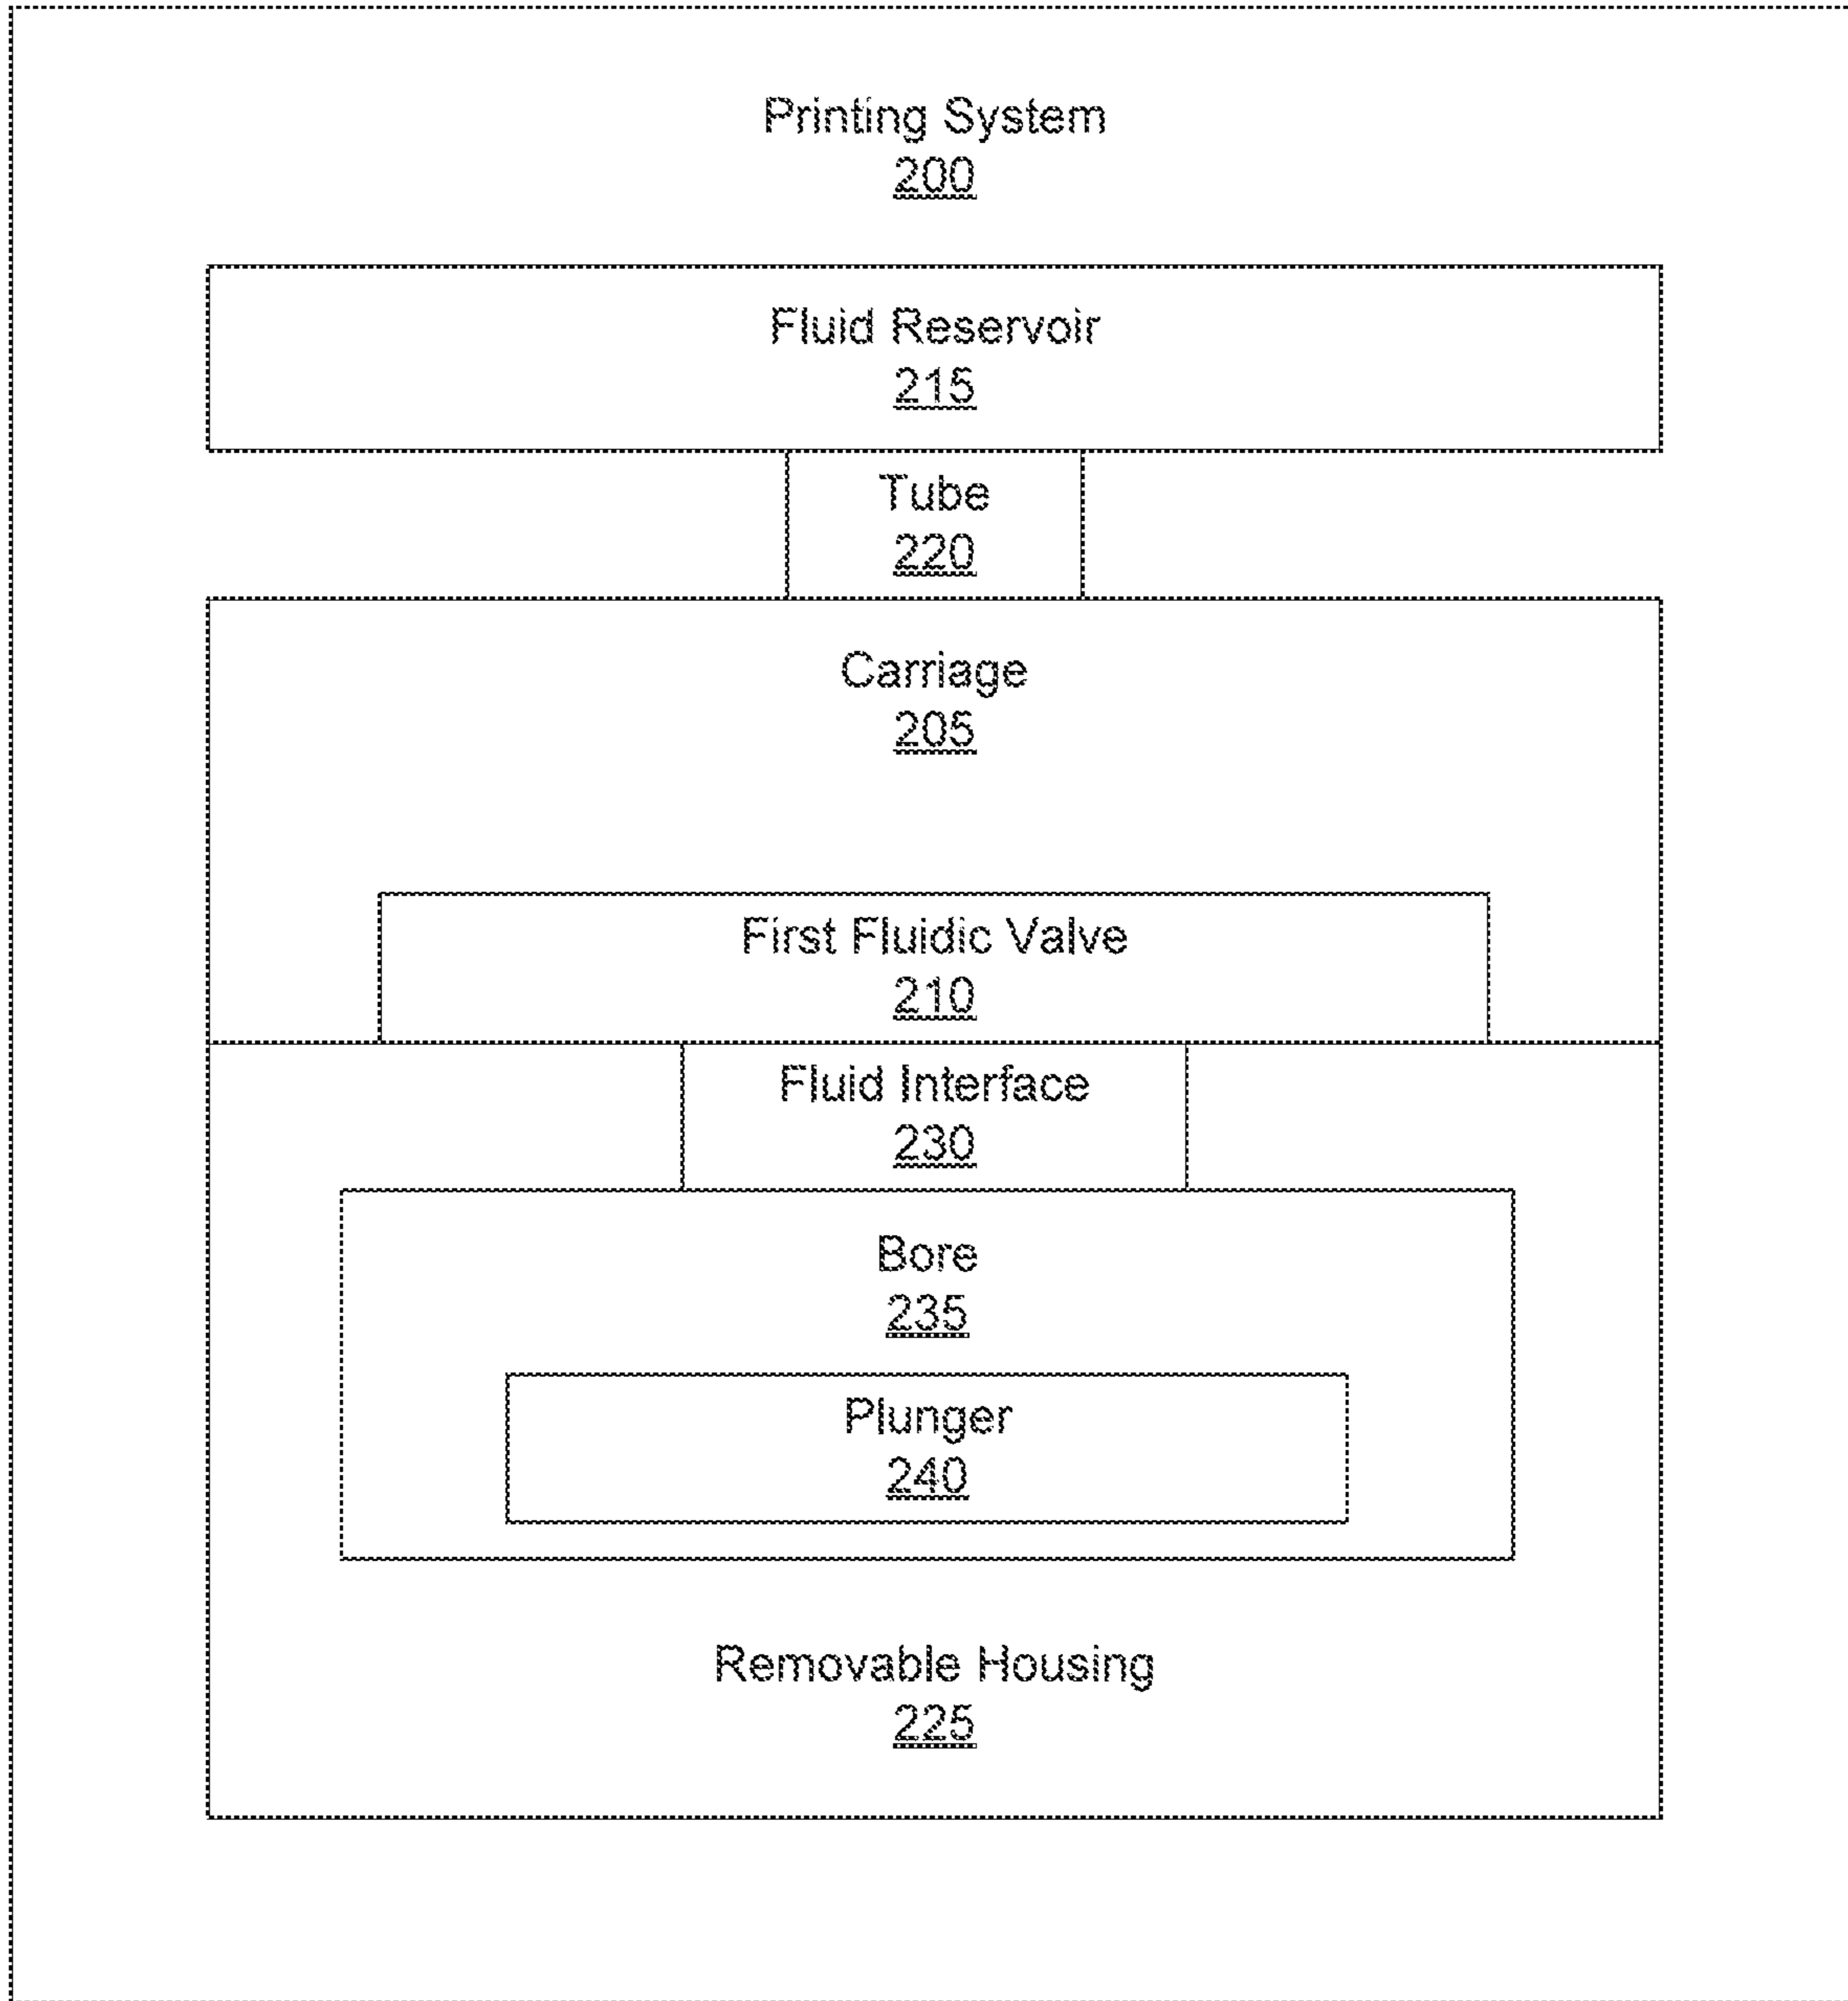 Printing System
200
Fluid Reservoir
215
Tube
220
Carriage
205
First Fluidic Valve
210
Fluid Interface
230
Bore
235
Plunger
240
Removable Housing
225